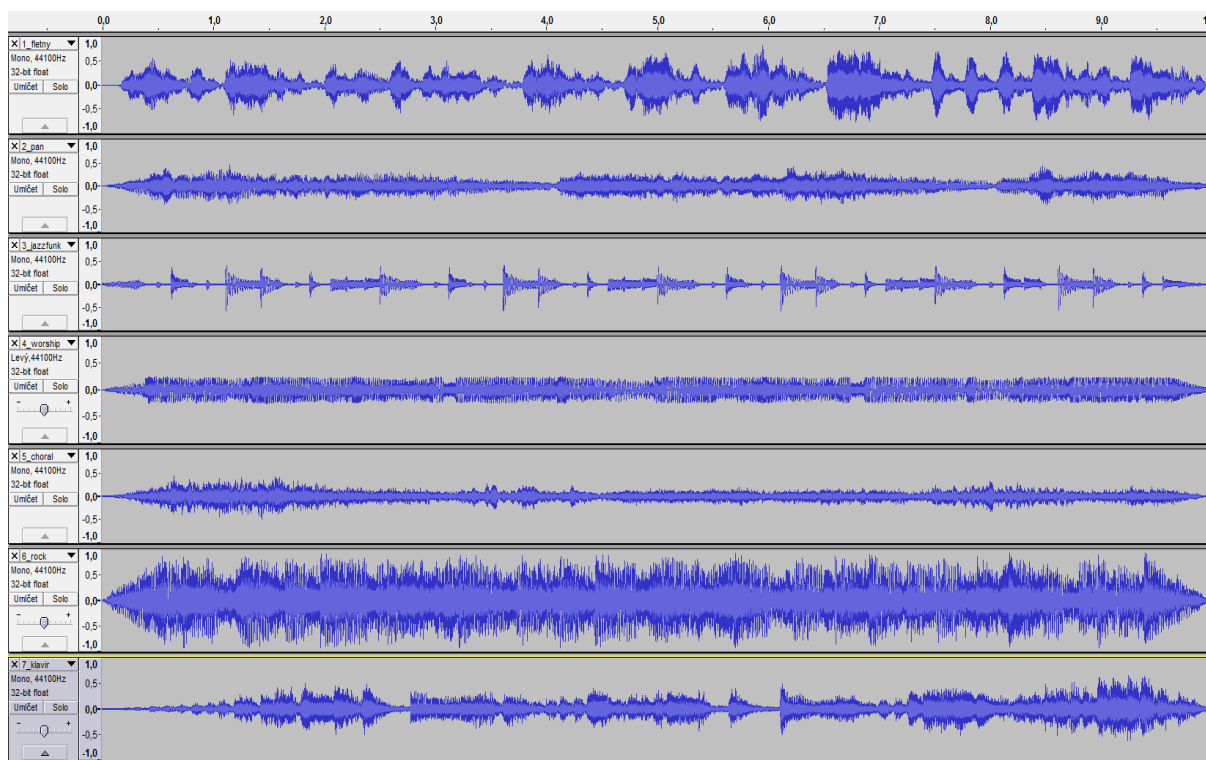 0,0 1,0 2,0 3,0 4,0 5,0 6,0 7,0 8,0 9,0
X 1_fletny ▼ 1,0
Mono, 44100Hz
32-bit float 0,5-
Umlčet Solo 0,0-
-0,5-
-1,0
X 2_pan ▼ 1,0
Mono, 44100Hz
32-bit float 0,5-
Umlčet Solo 0,0-
-0,5-
-1,0
X 3_jazzfunk ▼ 1,0
Mono, 44100Hz
32-bit float 0,5-
Umlčet Solo 0,0-
-0,5-
-1,0
X 4_worship ▼ 1,0
Levý,44100Hz
32-bit float 0,5-
Umlčet Solo 0,0-
- +
-0,5-
-1,0
X 5_choral ▼ 1,0
Mono, 44100Hz
32-bit float 0,5-
Umlčet Solo 0,0-
-0,5-
-1,0
X 6_rock ▼ 1,0
Mono, 44100Hz
32-bit float 0,5-
Umlčet Solo 0,0-
- +
-0,5-
-1,0
X 7_klavir ▼ 1,0
Mono, 44100Hz
32-bit float 0,5-
Umlčet Solo 0,0-
- +
-0,5-
-1,0